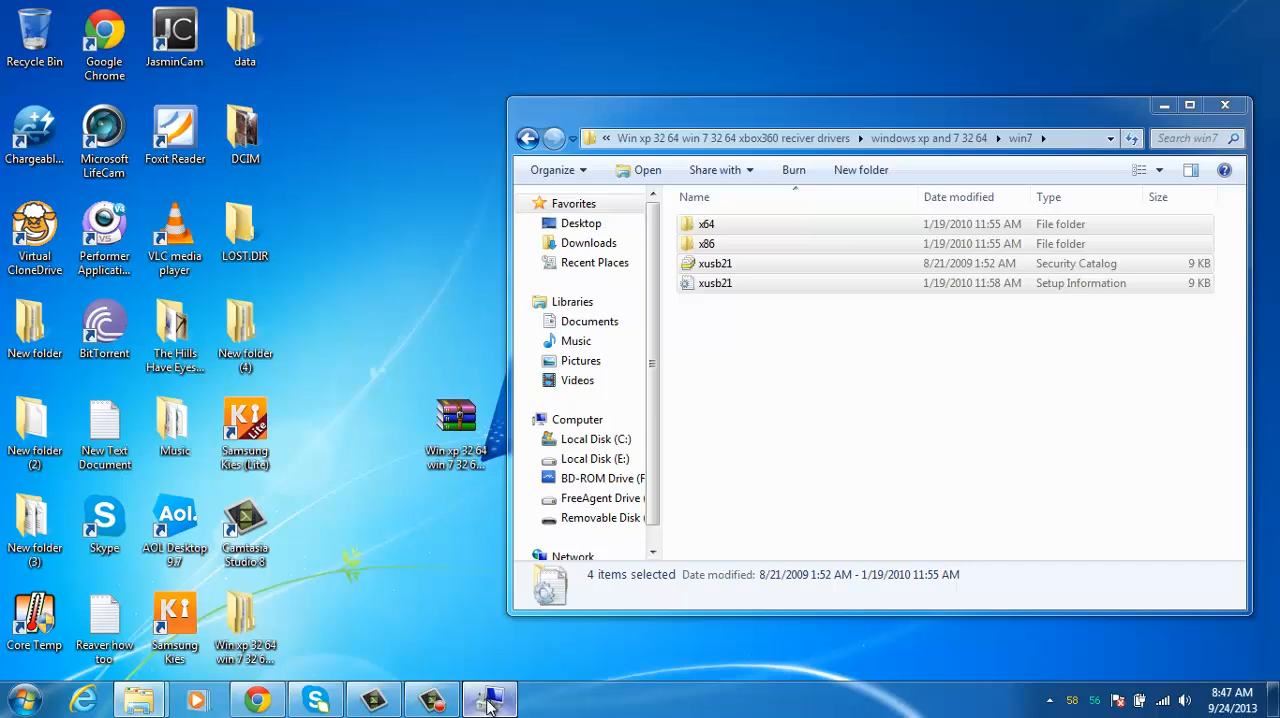 Recycle Bin
Google
Chrome
JasminCam
data
Chargeabl...
Microsoft
LifeCam
Foxit Reader
DCIM
Virtual
CloneDrive
Performer
Applicati...
VLC media
player
LOST.DIR
New folder
BitTorrent
The Hills
Have Eyes...
New folder
(4)
New folder
(2)
New Text
Document
Music
Samsung
Kies (Lite)
New folder
(3)
Skype
AOL Desktop
9.7
Camtasia
Studio 8
Core Temp
Reaver how
too
Samsung
Kies
Win xp 32 64
win 7 32 6...
Win xp 32 64
win 7 32 6...
« Win xp 32 64 win 7 32 64 xbox360 reciver drivers
windows xp and 7 32 64
win7
Search win7
Organize
Open
Share with
Burn
New folder
Favorites
Desktop
Downloads
Recent Places
Libraries
Documents
Music
Pictures
Videos
Computer
Local Disk (C:)
Local Disk (E:)
BD-ROM Drive (F
FreeAgent Drive (
Removable Disk (
Network
Name Date modified Type Size
x64 1/19/2010 11:55 AM File folder
x86 1/19/2010 11:55 AM File folder
xusb21 8/21/2009 1:52 AM Security Catalog 9 KB
xusb21 1/19/2010 11:58 AM Setup Information 9 KB
4 items selected Date modified: 8/21/2009 1:52 AM - 1/19/2010 11:55 AM
JC
V4
VS
Ki
Lite
Aol.
Ki
58 56
8:47 AM
9/24/2013